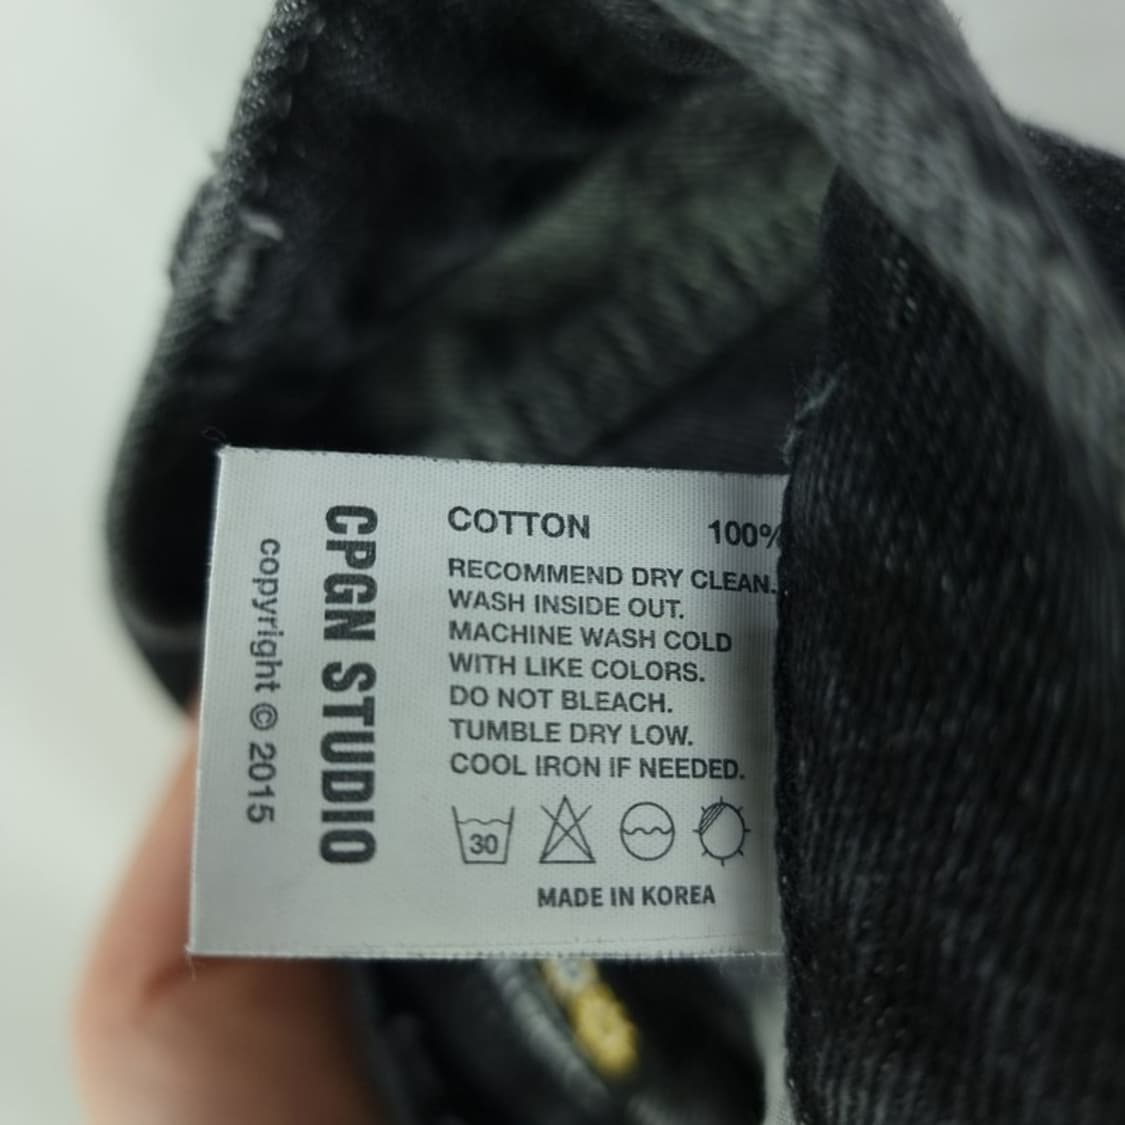 COTTON 100%
RECOMMEND DRY CLEAN.
WASH INSIDE OUT.
MACHINE WASH COLD
WITH LIKE COLORS.
DO NOT BLEACH.
TUMBLE DRY LOW.
COOL IRON IF NEEDED.
30
MADE IN KOREA
CPGN STUDIO
copyright © 2015